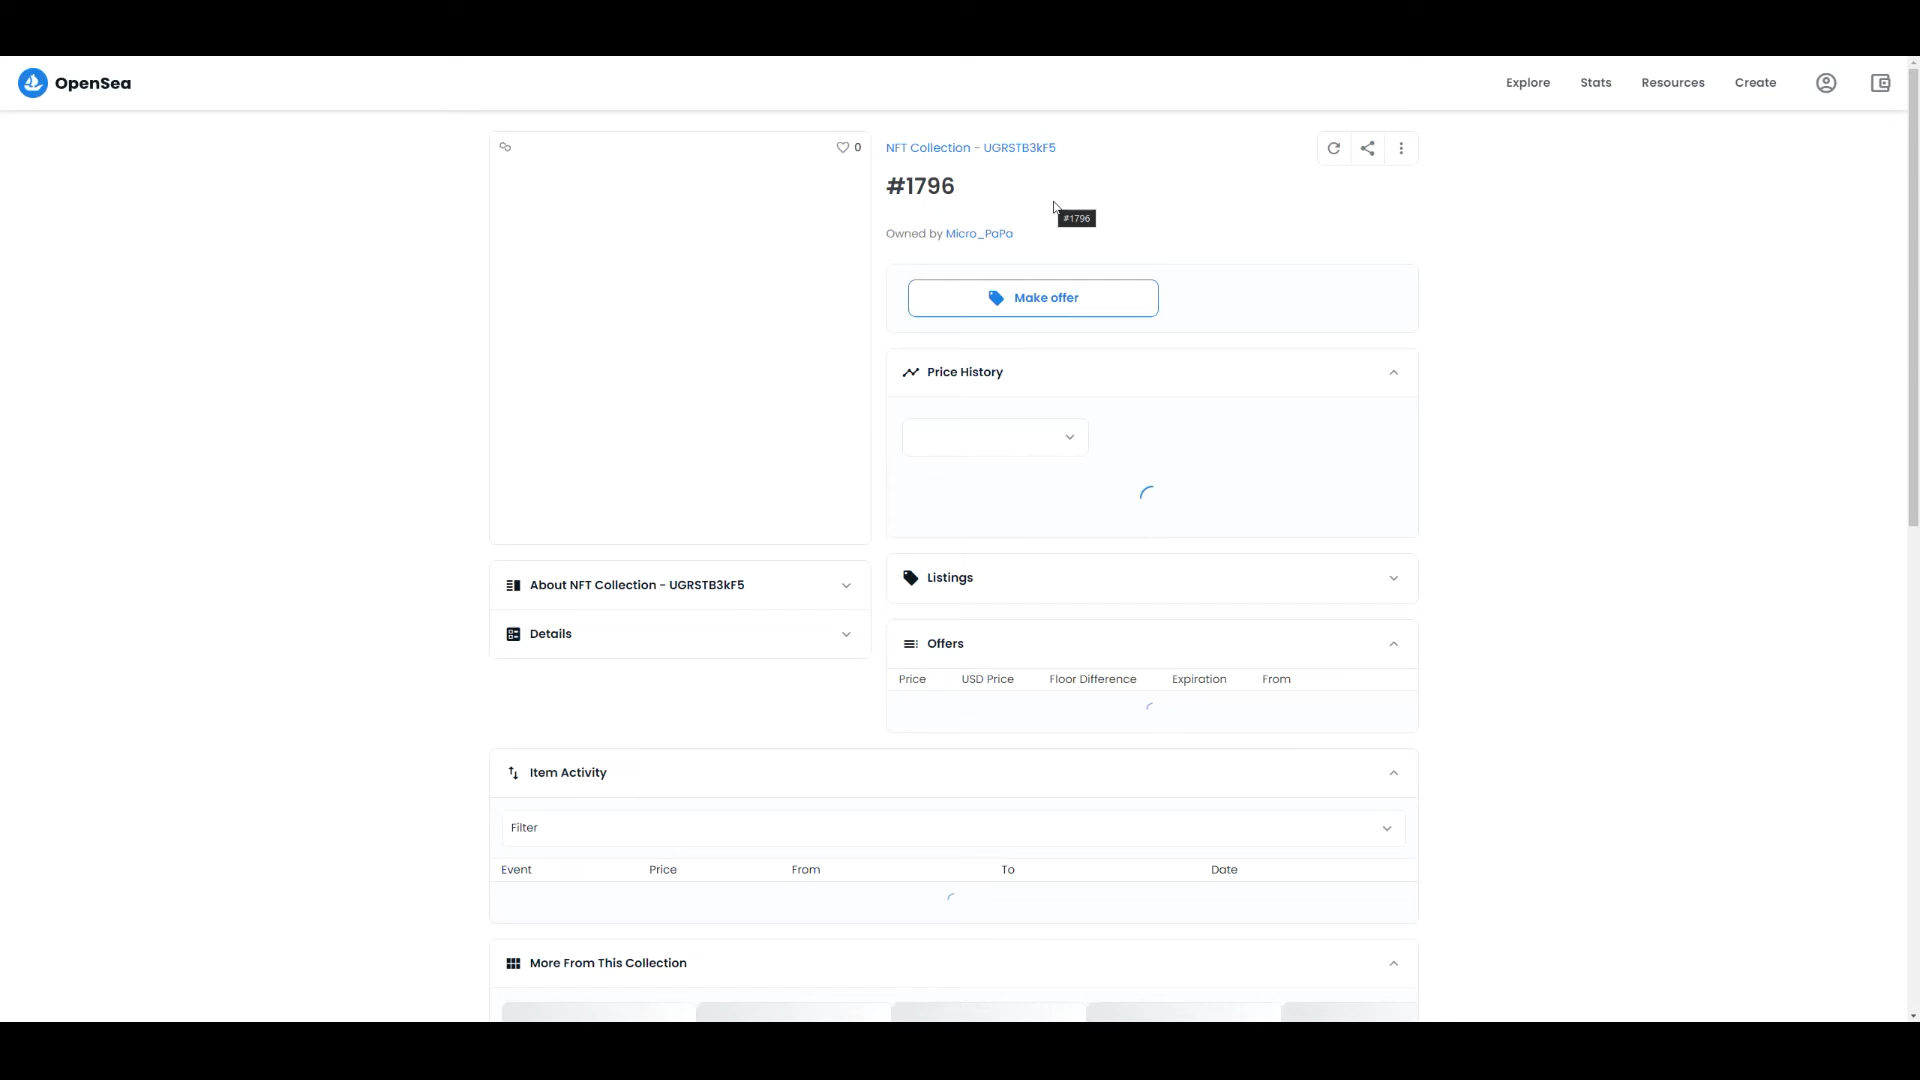 OpenSea
Explore
Stats
Resources
Create
0
NFT Collection - UGRSTB3kF5
#1796
#1796
Owned by Micro_PaPa
Make offer
Price History
About NFT Collection - UGRSTB3kF5
Details
Listings
Offers
Price USD Price Floor Difference Expiration From
Item Activity
Filter
Event Price From To Date
More From This Collection